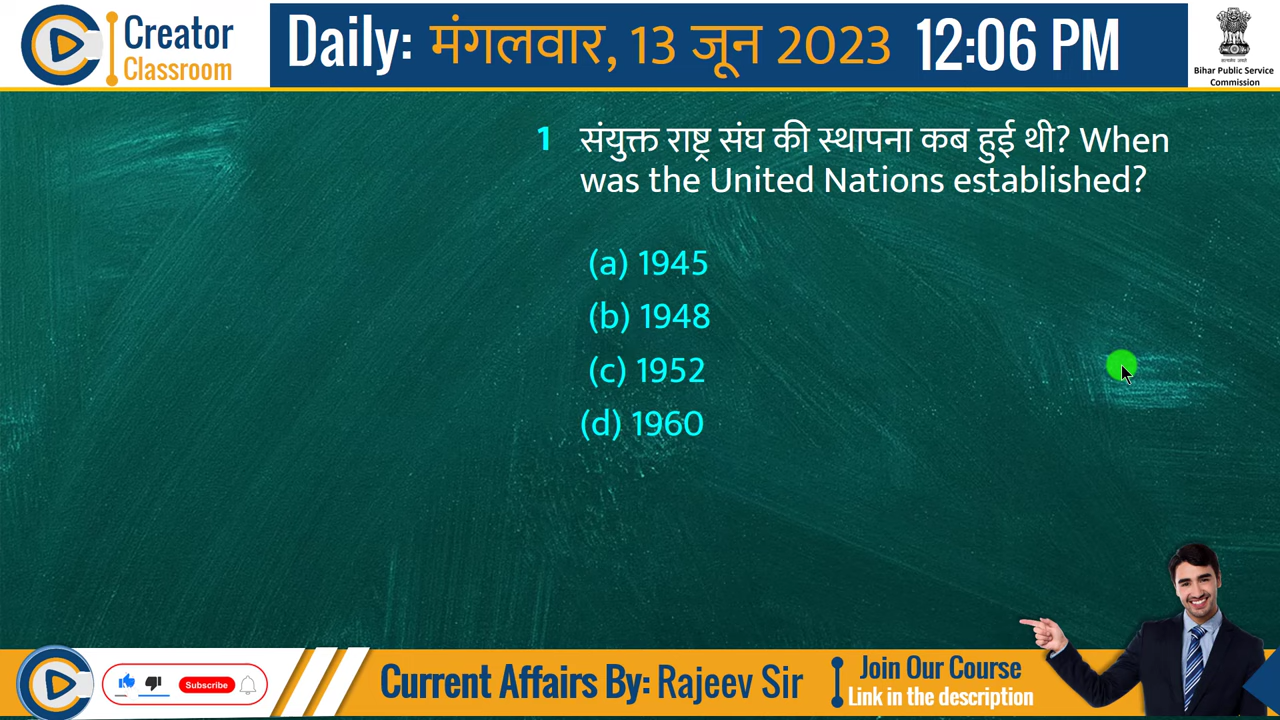 Creator
Classroom
Daily: मंगलवार, 13 जून 2023 12:06 PM
Bihar Public Service
Commission
1 संयुक्त राष्ट्र संघ की स्थापना कब हुई थी? When
was the United Nations established?
(a) 1945
(b) 1948
(c) 1952
(d) 1960
Subscribe
Current Affairs By: Rajeev Sir
Join Our Course
Link in the description